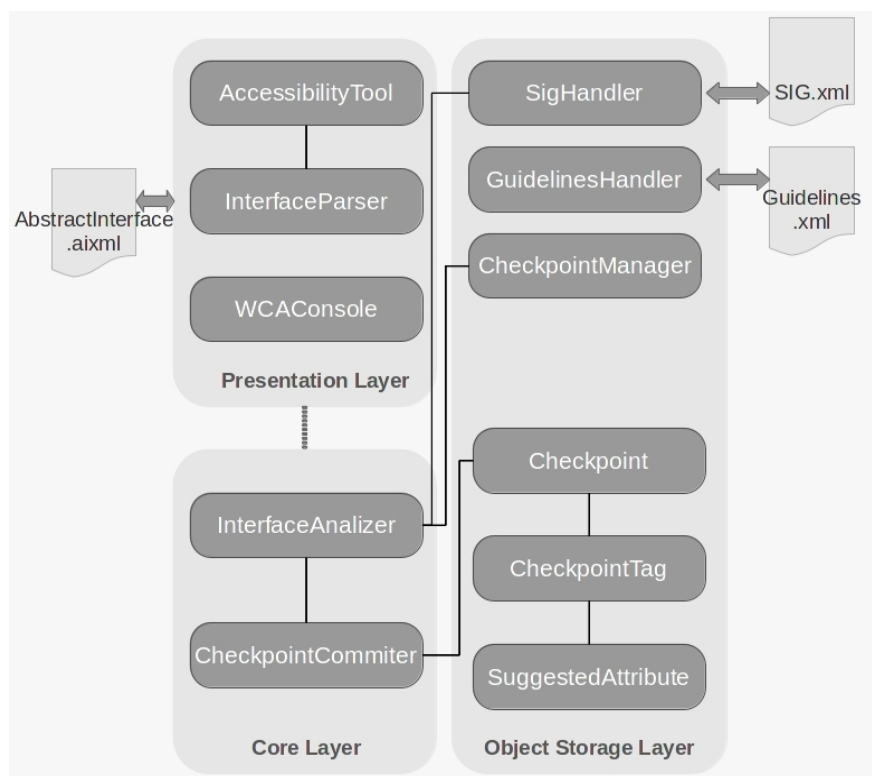 AccessibilityTool
InterfaceParser
WCAConsole
Presentation Layer
AbstractInterface
.aixml
SigHandler
GuidelinesHandler
CheckpointManager
SIG.xml
Guidelines
.xml
InterfaceAnalizer
CheckpointCommiter
Core Layer
Checkpoint
CheckpointTag
SuggestedAttribute
Object Storage Layer